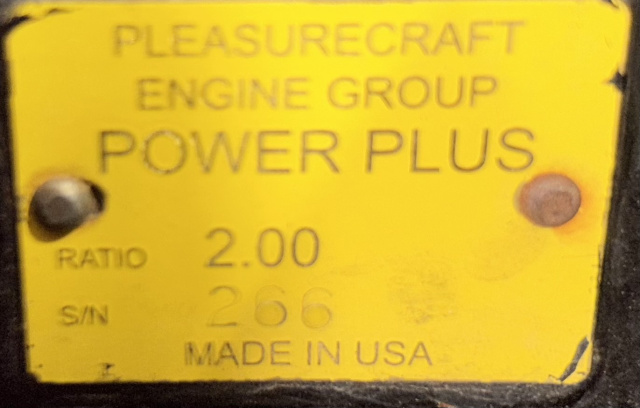 PLEASURECRAFT
ENGINE GROUP
POWER PLUS
RATIO 2.00
S/N 266
MADE IN USA